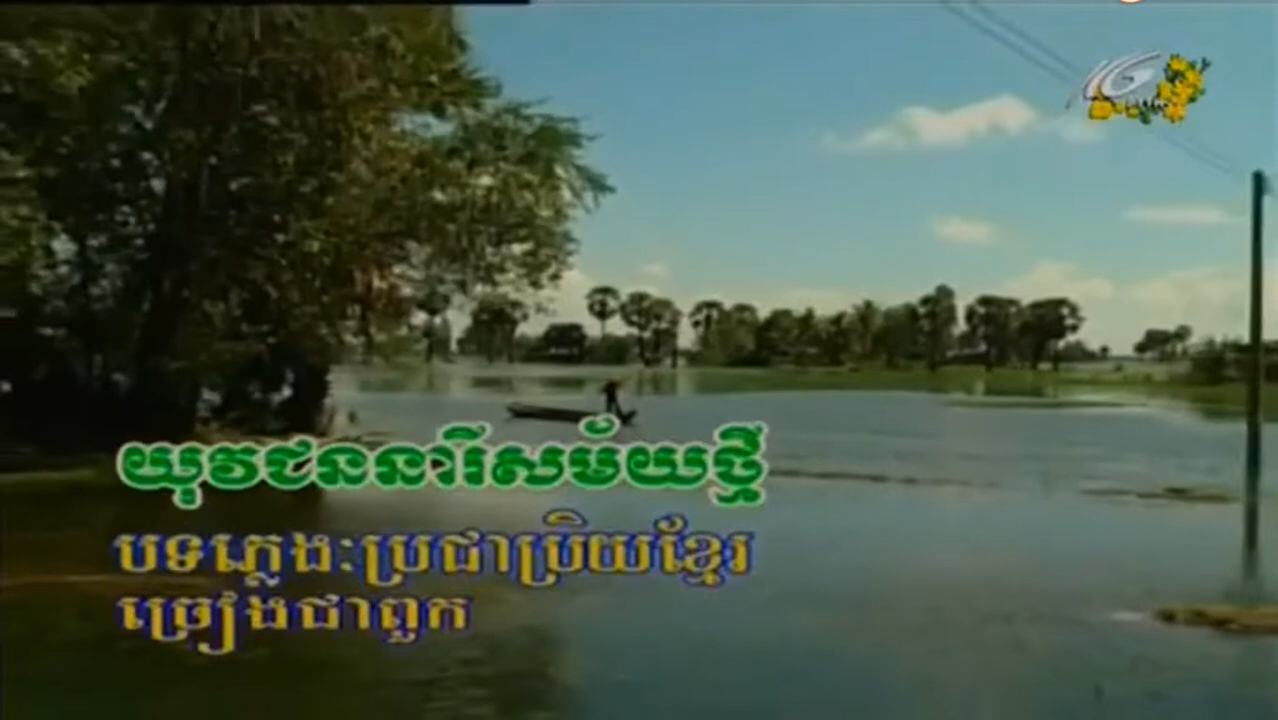 យុវជននារីសម័យថ្មី
បទភ្លេង:ប្រជាប្រិយខ្មែរ
ច្រៀងជាពួក